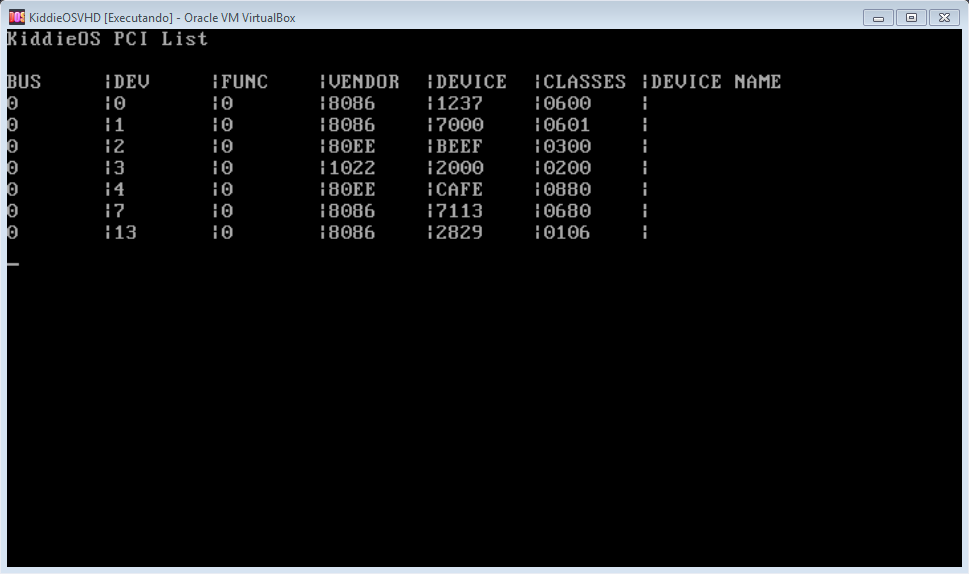 KiddieOSVHD [Executando] - Oracle VM VirtualBox
KiddieOS PCI List
BUS ¦DEV ¦FUNC ¦VENDOR ¦DEVICE ¦CLASSES ¦DEVICE NAME
0 ¦0 ¦0 ¦8086 ¦1237 ¦0600 ¦
0 ¦1 ¦0 ¦8086 ¦7000 ¦0601 ¦
0 ¦2 ¦0 ¦80EE ¦BEEF ¦0300 ¦
0 ¦3 ¦0 ¦1022 ¦2000 ¦0200 ¦
0 ¦4 ¦0 ¦80EE ¦CAFE ¦0880 ¦
0 ¦7 ¦0 ¦8086 ¦7113 ¦0680 ¦
0 ¦13 ¦0 ¦8086 ¦2829 ¦0106 ¦